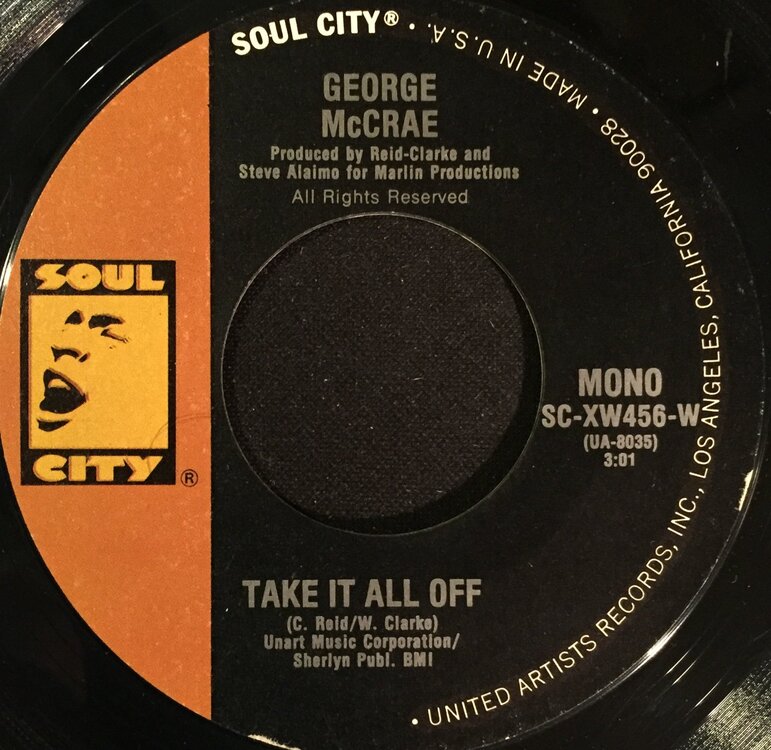 SOUL CITY® • MADE IN U.S.A.
GEORGE
McCRAE
Produced by Reid-Clarke and
Steve Alaimo for Marlin Productions
All Rights Reserved
SOUL
CITY
®
MONO
SC-XW456-W
(UA-8035)
3:01
TAKE IT ALL OFF
(C. Reid/W. Clarke)
Unart Music Corporation/
Sherlyn Publ. BMI
• UNITED ARTISTS RECORDS, INC., LOS ANGELES, CALIFORNIA 90028 •